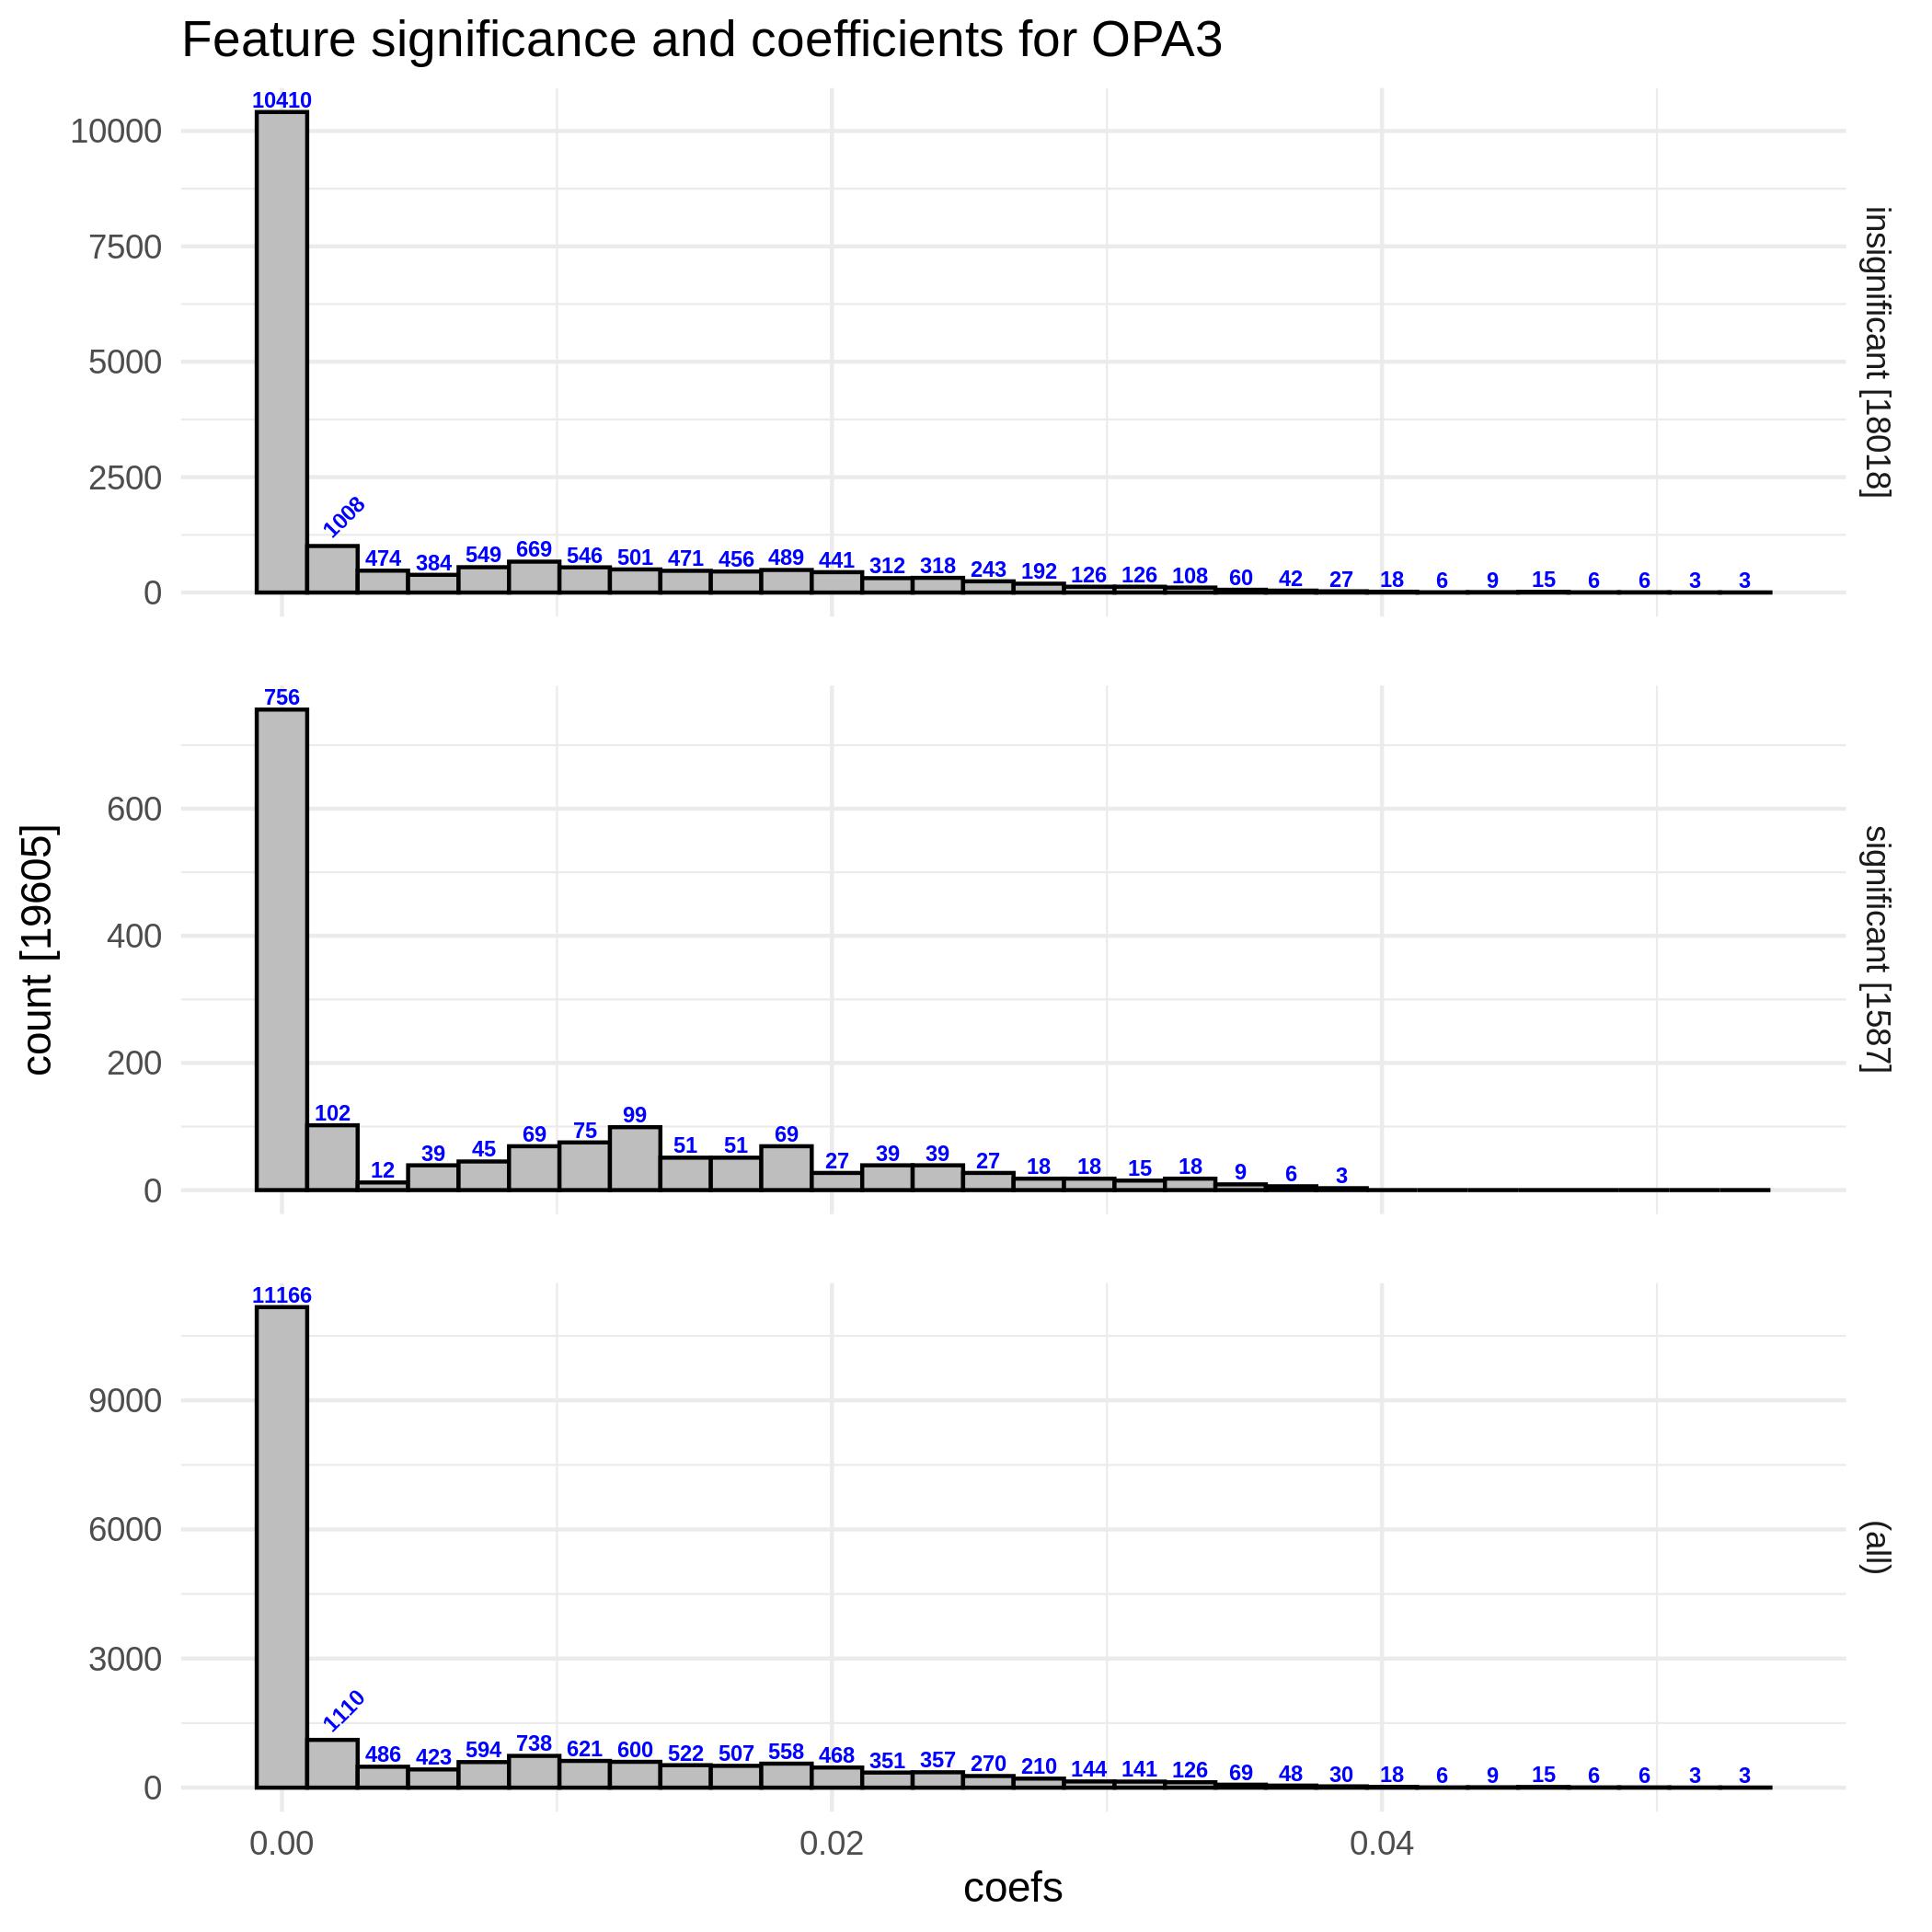 Feature significance and coefficients for OPA3
10410
10000
7500
5000
2500
0
1008
474 384 549 669 546 501 471 456 489 441 312 318 243 192 126 126 108 60 42 27 18 6 9 15 6 6 3 3
insignificant [18018]
756
600
400
200
0
102 12 39 45 69 75 99 51 51 69 27 39 39 27 18 18 15 18 9 6 3
significant [1587]
count [19605]
11166
9000
6000
3000
0
1110
486 423 594 738 621 600 522 507 558 468 351 357 270 210 144 141 126 69 48 30 18 6 9 15 6 6 3 3
(all)
0.00 0.02 0.04
coefs